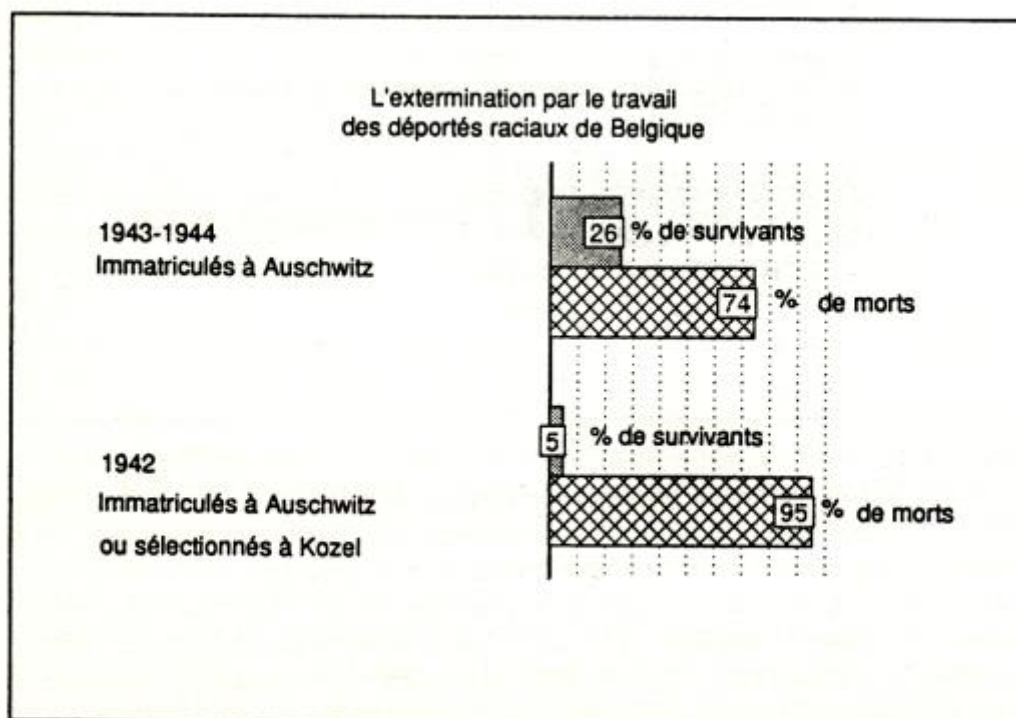 L'extermination par le travail
des déportés raciaux de Belgique
1943-1944
Immatriculés à Auschwitz
26 % de survivants
74 % de morts
1942
Immatriculés à Auschwitz
ou sélectionnés à Kozel
5 % de survivants
95 % de morts